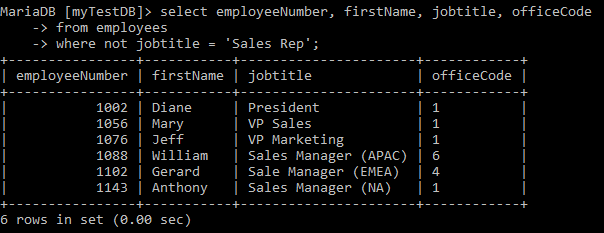 MariaDB [myTestDB]> select employeeNumber, firstName, jobtitle, officeCode
    -> from employees
    -> where not jobtitle = 'Sales Rep';
+----------------+-----------+----------------------+------------+
| employeeNumber | firstName | jobtitle             | officeCode |
+----------------+-----------+----------------------+------------+
|           1002 | Diane     | President            | 1          |
|           1056 | Mary      | VP Sales             | 1          |
|           1076 | Jeff      | VP Marketing         | 1          |
|           1088 | William   | Sales Manager (APAC) | 6          |
|           1102 | Gerard    | Sale Manager (EMEA)  | 4          |
|           1143 | Anthony   | Sales Manager (NA)   | 1          |
+----------------+-----------+----------------------+------------+
6 rows in set (0.00 sec)